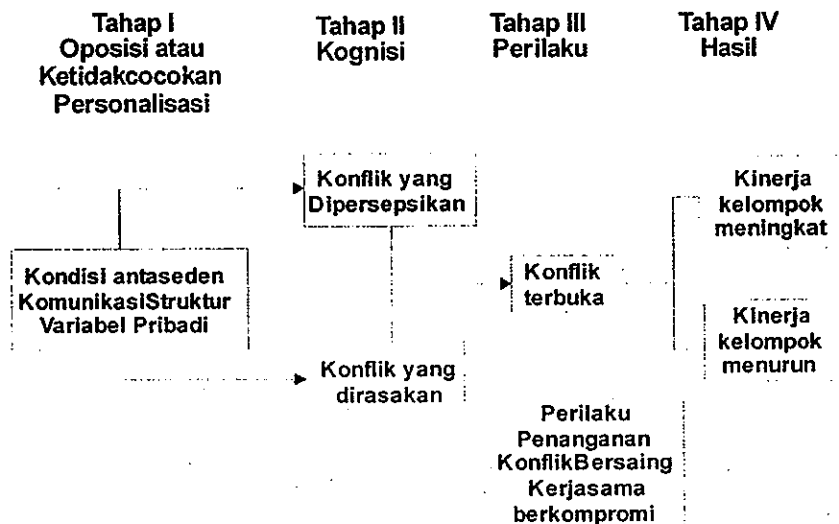 Tahap I
Oposisi atau
Ketidakcocokan
Personalisasi
Tahap II
Kognisi
Tahap III
Perilaku
Tahap IV
Hasil
Konflik yang
Dipersepsikan
Kinerja
kelompok
meningkat
Kondisi antaseden
KomunikasiStruktur
Variabel Pribadi
Konflik
terbuka
Konflik yang
dirasakan
Kinerja
kelompok
menurun
Perilaku
Penanganan
KonflikBersaing
Kerjasama
berkompromi